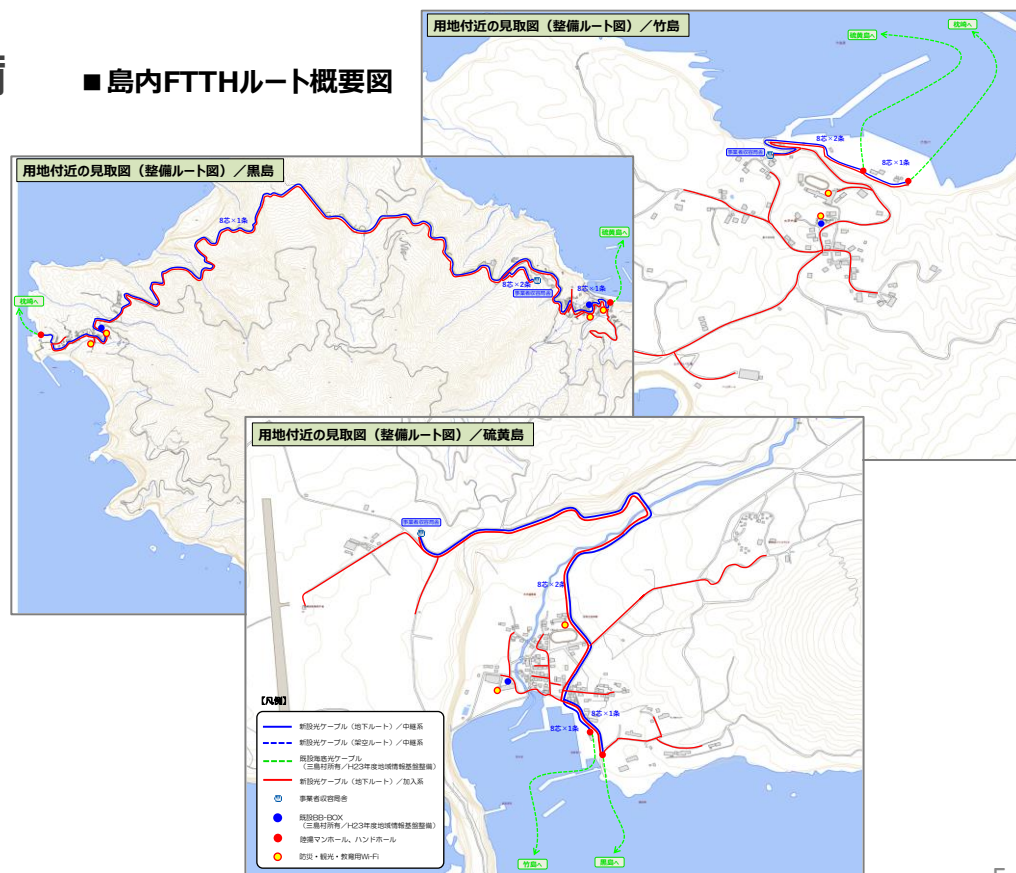 備
■ 島内FTTHルート概要図
用地付近の見取図（整備ルート図）／竹島
硫黄島へ
枕崎へ
8芯×2条
事業者収容局舎
8芯×1条
用地付近の見取図（整備ルート図）／黒島
8芯×1条
硫黄島へ
8芯×2条
8芯×1条
事業者収容局舎
枕崎へ
用地付近の見取図（整備ルート図）／硫黄島
事業者収容局舎
8芯×2条
8芯×1条
8芯×1条
竹島へ
黒島へ
【凡例】
新設光ケーブル（地下ルート）／中継系
新設光ケーブル（架空ルート）／中継系
既設海底光ケーブル
（三島村所有／H23年度地域情報基盤整備）
新設光ケーブル（地下ルート）／加入系
事業者収容局舎
既設BB-BOX
（三島村所有／H23年度地域情報基盤整備）
陸揚マンホール、ハンドホール
防災・観光・教育用Wi-Fi
5